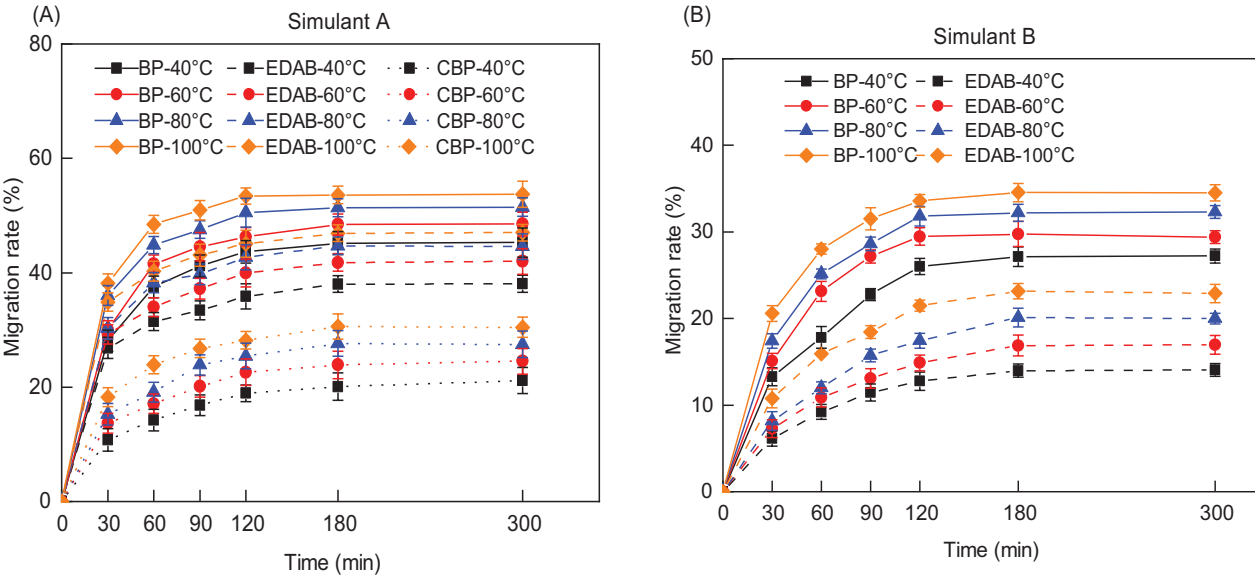 (A)
Simulant A
80
60
40
20
0
Migration rate (%)
BP-40°C EDAB-40°C CBP-40°C
BP-60°C EDAB-60°C CBP-60°C
BP-80°C EDAB-80°C CBP-80°C
BP-100°C EDAB-100°C CBP-100°C
0 30 60 90 120 180 300
Time (min)
(B)
Simulant B
50
40
30
20
10
0
Migration rate (%)
BP-40°C EDAB-40°C
BP-60°C EDAB-60°C
BP-80°C EDAB-80°C
BP-100°C EDAB-100°C
0 30 60 90 120 180 300
Time (min)